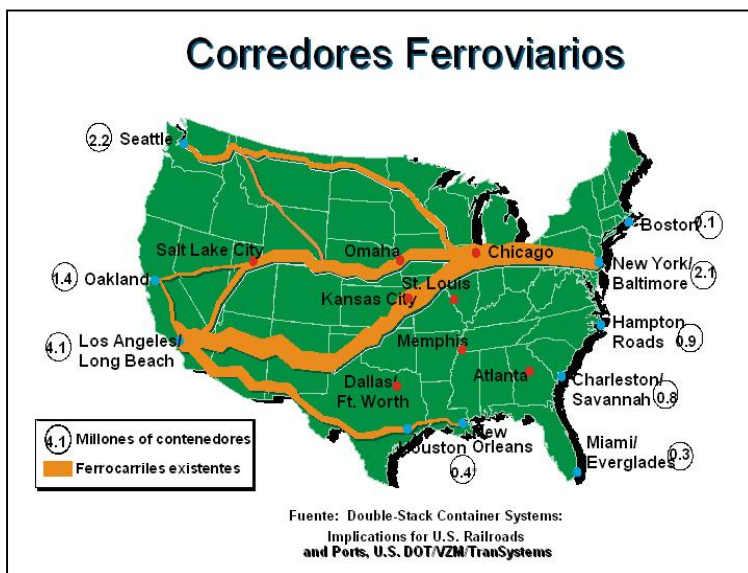 Corredores Ferroviarios
2.2 Seattle
Salt Lake City
Omaha
Chicago
Boston 0.1
1.4 Oakland
New York/
Baltimore 2.1
St. Louis
Kansas City
4.1 Los Angeles/
Long Beach
Hampton
Roads 0.9
Memphis
Atlanta
Dallas/
Ft. Worth
Charleston/
Savannah 0.8
Houston
New
Orleans
0.4
Miami/
Everglades 0.3
4.1 Millones de contenedores
Ferrocarriles existentes
Fuente: Double-Stack Container Systems:
Implications for U.S. Railroads
and Ports, U.S. DOT/VZM/TranSystems